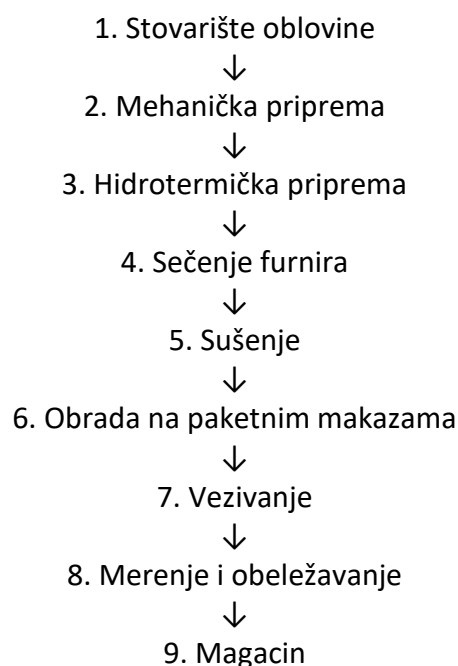 1. Stovarište oblovine
↓
2. Mehanička priprema
↓
3. Hidrotermička priprema
↓
4. Sečenje furnira
↓
5. Sušenje
↓
6. Obrada na paketnim makazama
↓
7. Vezivanje
↓
8. Merenje i obeležavanje
↓
9. Magacin